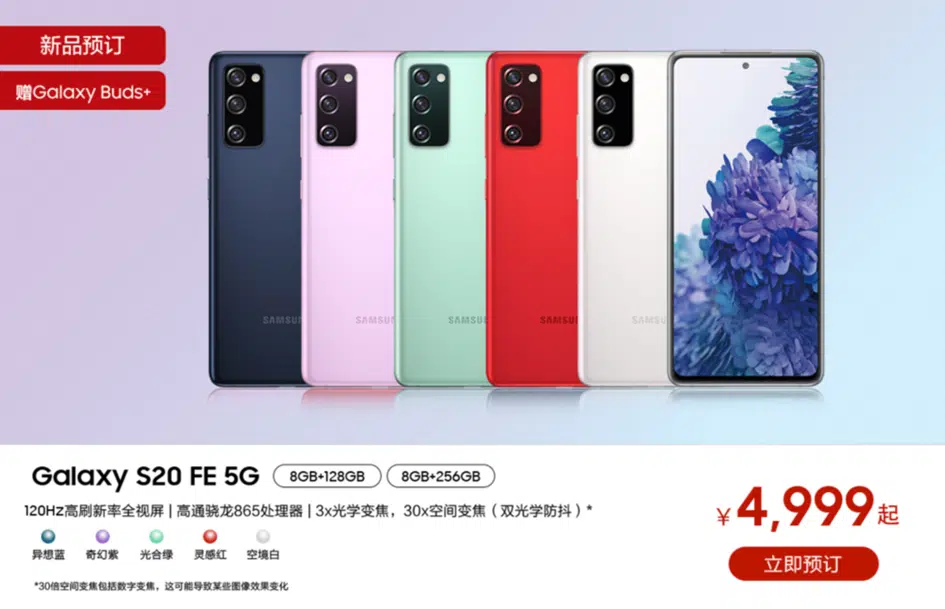 新品预订
赠Galaxy Buds+
SAMSU
SAMSU
SAMSU
SAMSU
SAMSU
Galaxy S20 FE 5G 8GB+128GB 8GB+256GB
120Hz高刷新率全视屏 | 高通骁龙865处理器 | 3x光学变焦，30x空间变焦（双光学防抖）*
异想蓝 奇幻紫 光合绿 灵感红 空境白
*30倍空间变焦包括数字变焦，这可能导致某些图像效果变化
¥4,999起
立即预订